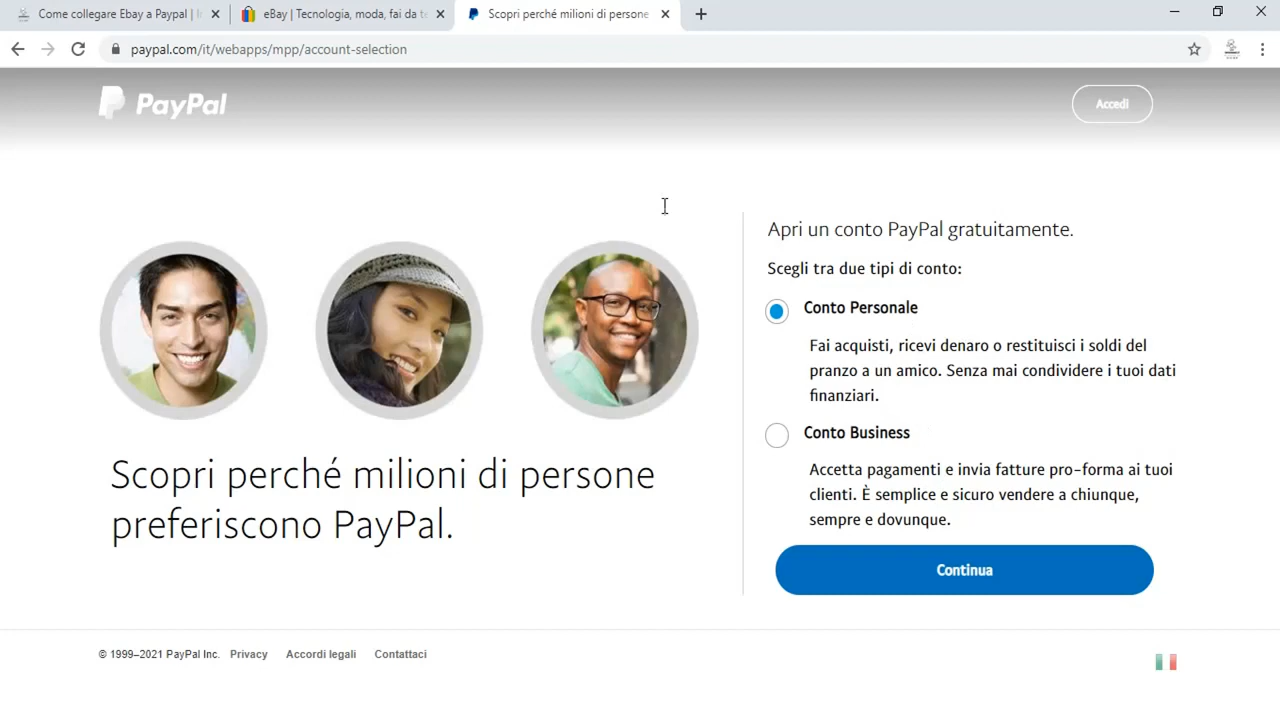 Come collegare Ebay a Paypal |
eBay | Tecnologia, moda, fai da te
Scopri perché milioni di persone
paypal.com/it/webapps/mpp/account-selection
PayPal
Accedi
Apri un conto PayPal gratuitamente.
Scegli tra due tipi di conto:
Conto Personale
Fai acquisti, ricevi denaro o restituisci i soldi del
pranzo a un amico. Senza mai condividere i tuoi dati
finanziari.
Conto Business
Accetta pagamenti e invia fatture pro-forma ai tuoi
clienti. È semplice e sicuro vendere a chiunque,
sempre e dovunque.
Continua
Scopri perché milioni di persone
preferiscono PayPal.
© 1999–2021 PayPal Inc. Privacy Accordi legali Contattaci